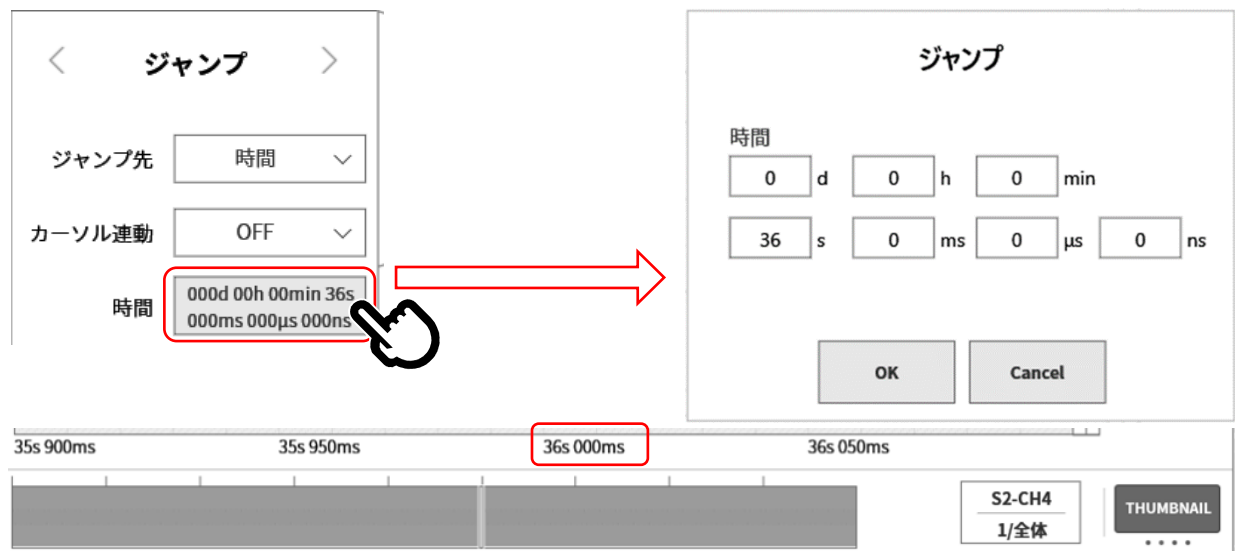 ジャンプ
ジャンプ先 時間
カーソル連動 OFF
時間 000d 00h 00min 36s
000ms 000μs 000ns
ジャンプ
時間
0 d 0 h 0 min
36 s 0 ms 0 μs 0 ns
OK Cancel
35s 900ms 35s 950ms 36s 000ms 36s 050ms
S2-CH4
1/全体
THUMBNAIL